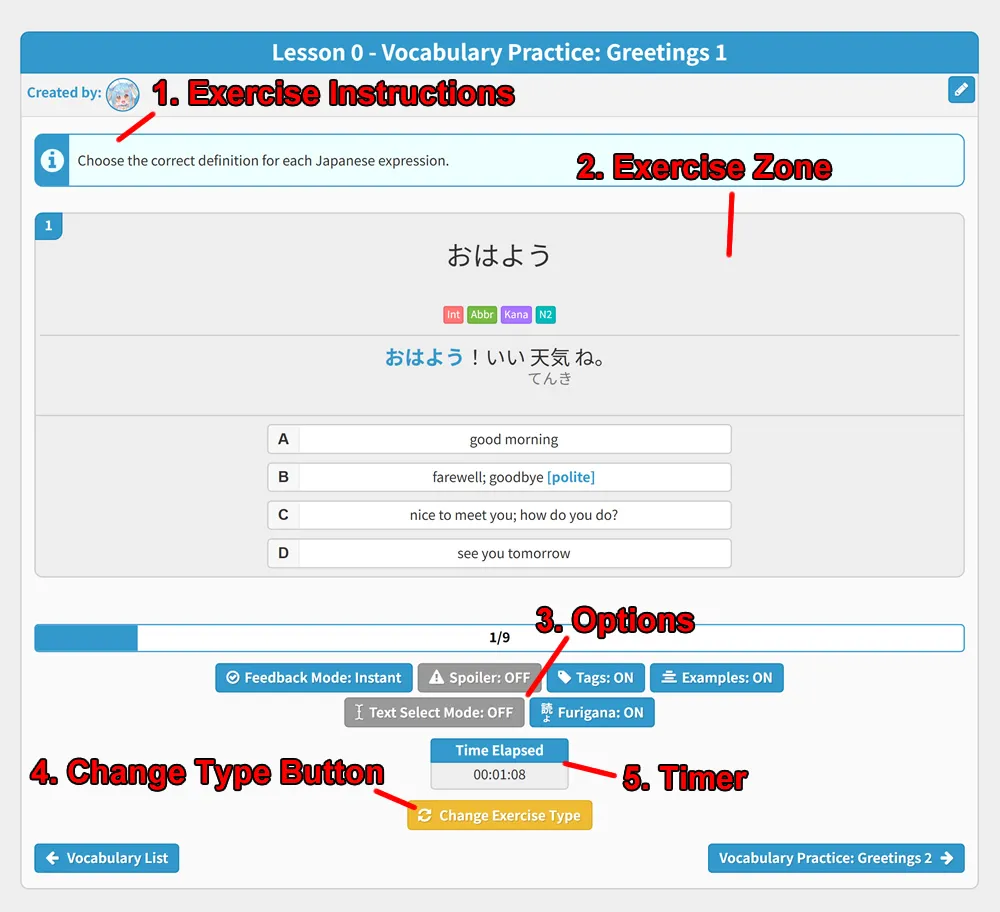 Lesson 0 - Vocabulary Practice: Greetings 1
Created by:
1. Exercise Instructions
Choose the correct definition for each Japanese expression.
2. Exercise Zone
1
おはよう
Int Abbr Kana N2
おはよう！いい 天気 ね。
てんき
A good morning
B farewell; goodbye [polite]
C nice to meet you; how do you do?
D see you tomorrow
1/9
3. Options
Feedback Mode: Instant Spoiler: OFF Tags: ON Examples: ON
Text Select Mode: OFF 読よ Furigana: ON
Time Elapsed
00:01:08
4. Change Type Button
5. Timer
Change Exercise Type
Vocabulary List
Vocabulary Practice: Greetings 2